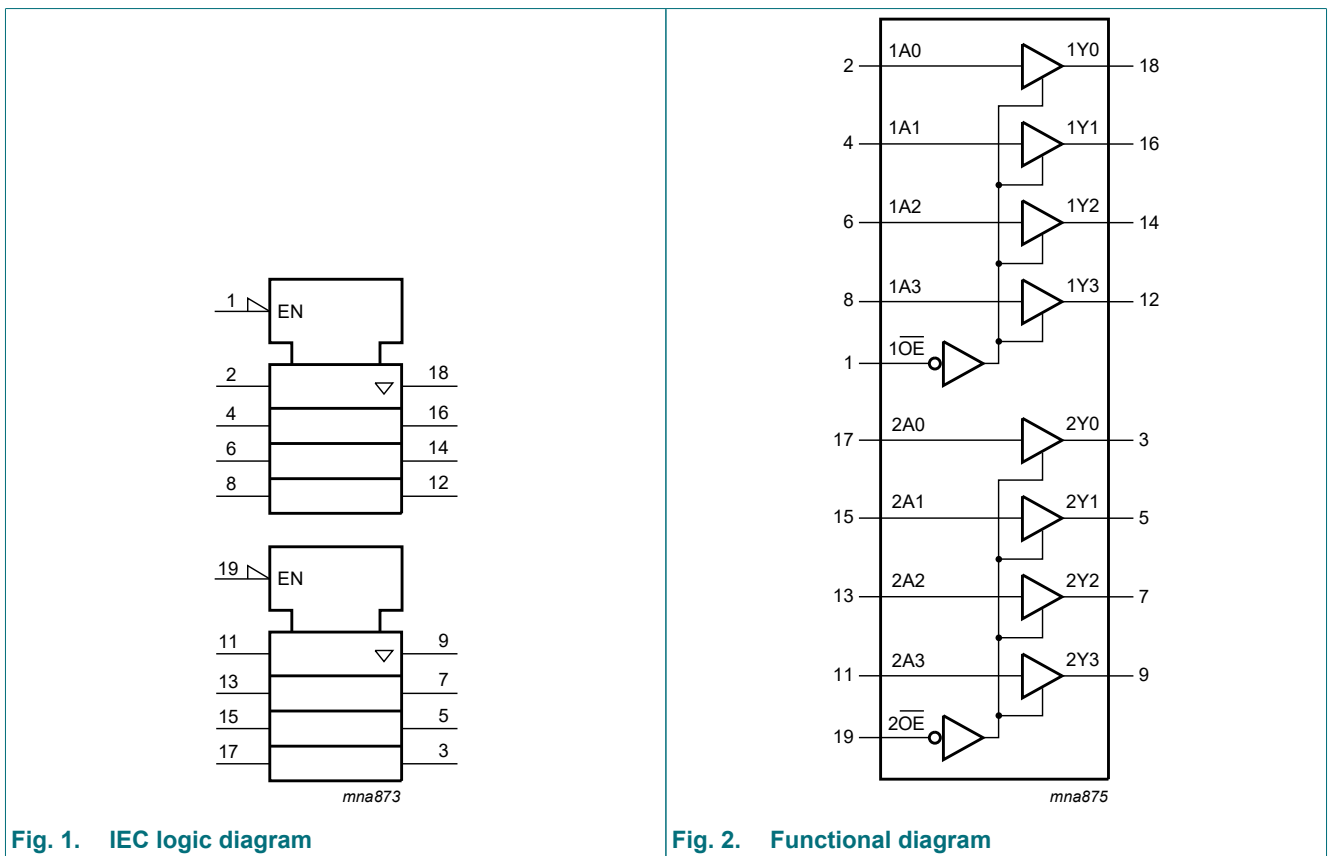 1
EN
2
18
4
16
6
14
8
12
19
EN
11
9
13
7
15
5
17
3
mna873
Fig. 1. IEC logic diagram
2
1A0
1Y0
18
4
1A1
1Y1
16
6
1A2
1Y2
14
8
1A3
1Y3
12
1
1O̅E̅
17
2A0
2Y0
3
15
2A1
2Y1
5
13
2A2
2Y2
7
11
2A3
2Y3
9
19
2O̅E̅
mna875
Fig. 2. Functional diagram